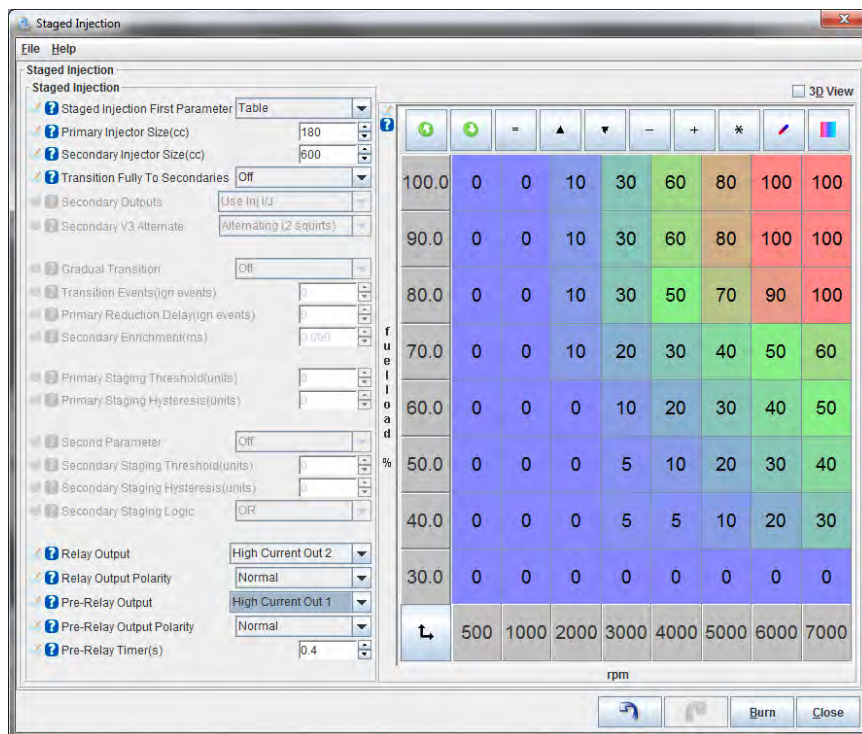 Staged Injection
File Help
Staged Injection
Staged Injection
3D View
Staged Injection First Parameter Table
Primary Injector Size(cc) 180
Secondary Injector Size(cc) 600
Transition Fully To Secondaries Off
Secondary Outputs Use Inj I/J
Secondary V3 Alternate Alternating (2 squirts)
Gradual Transition Off
Transition Events(ign events) 0
Primary Reduction Delay(ign events) 0
Secondary Enrichment(ms) 0.000
Primary Staging Threshold(units) 0
Primary Staging Hysteresis(units) 0
Second Parameter Off
Secondary Staging Threshold(units) 0
Secondary Staging Hysteresis(units) 0
Secondary Staging Logic OR
Relay Output High Current Out 2
Relay Output Polarity Normal
Pre-Relay Output High Current Out 1
Pre-Relay Output Polarity Normal
Pre-Relay Timer(s) 0.4
fuelload %
= - + *
100.0 0 0 10 30 60 80 100 100
90.0 0 0 10 30 60 80 100 100
80.0 0 0 10 30 50 70 90 100
70.0 0 0 10 20 30 40 50 60
60.0 0 0 0 10 20 30 40 50
50.0 0 0 0 5 10 20 30 40
40.0 0 0 0 5 5 10 20 30
30.0 0 0 0 0 0 0 0 0
500 1000 2000 3000 4000 5000 6000 7000
rpm
Burn Close